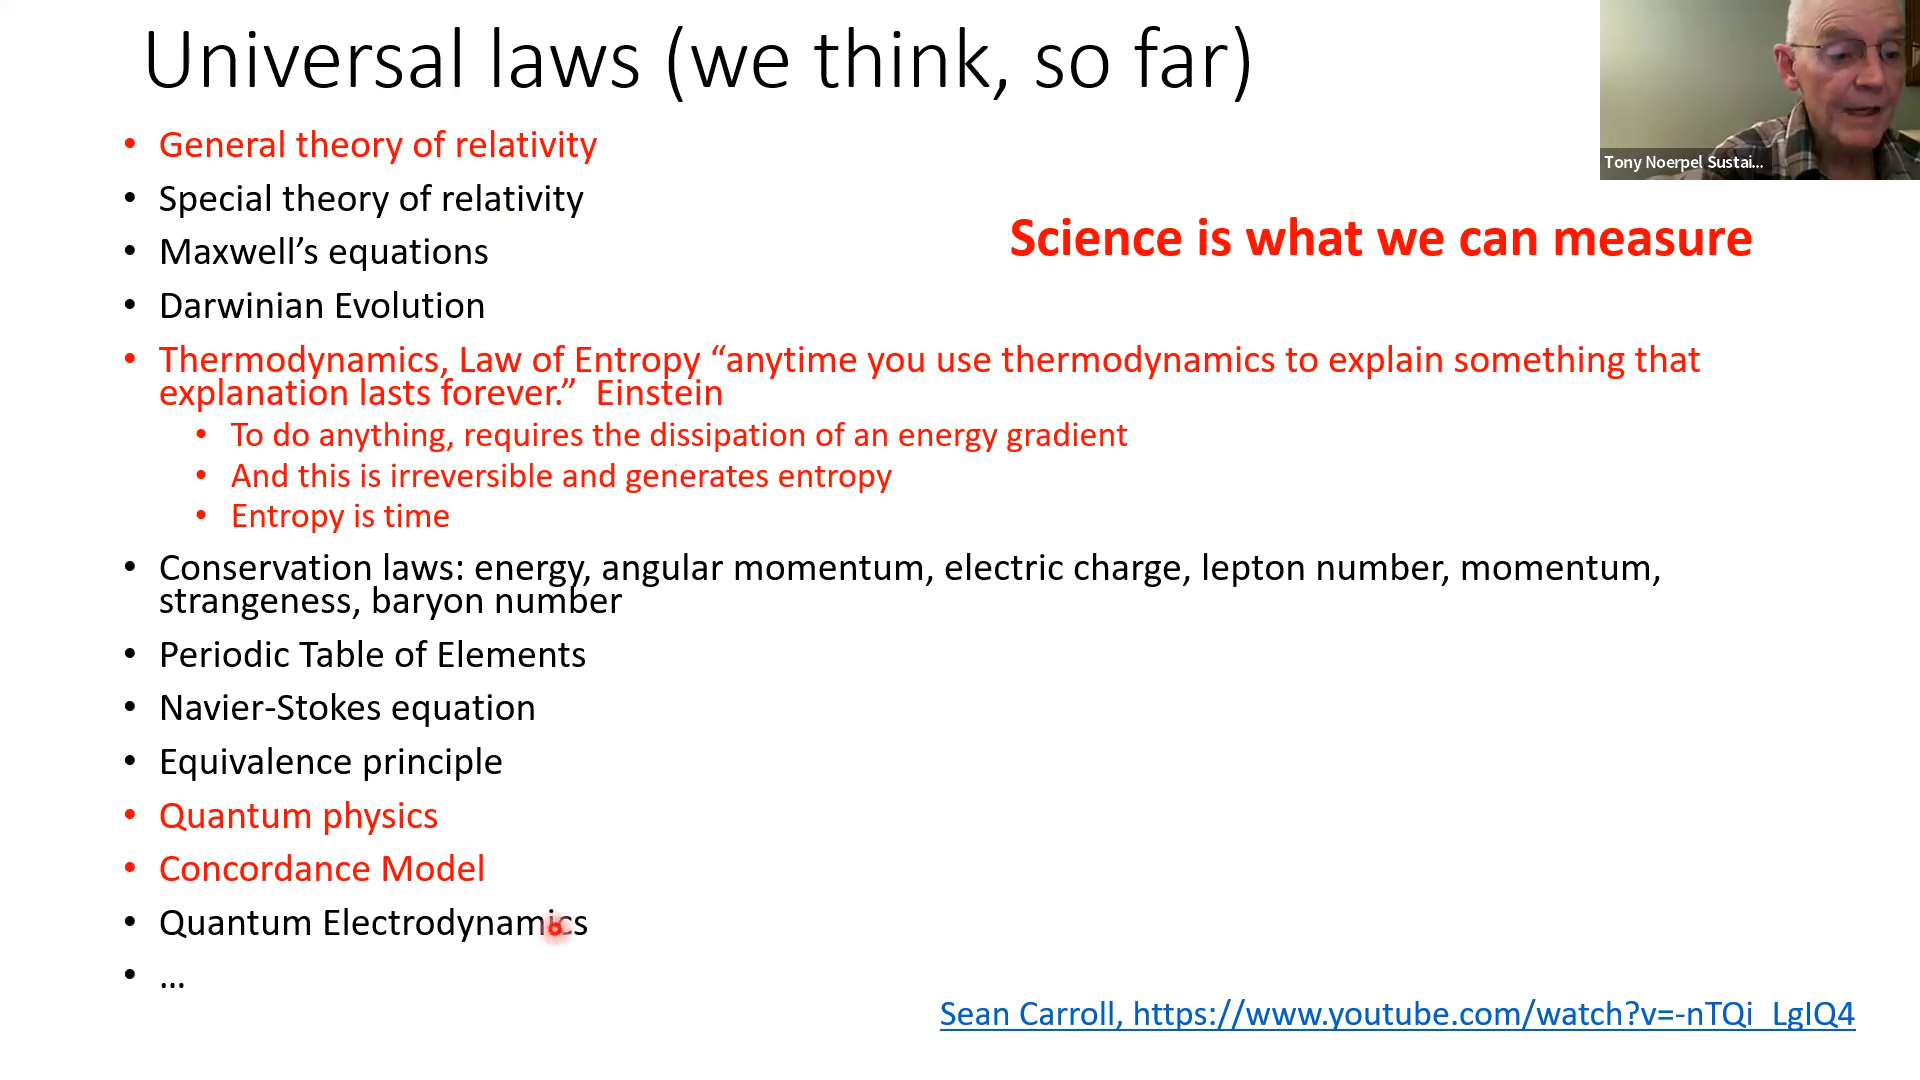 Universal laws (we think, so far)
Tony Noerpel Sustai...
• General theory of relativity
• Special theory of relativity
Science is what we can measure
• Maxwell’s equations
• Darwinian Evolution
• Thermodynamics, Law of Entropy “anytime you use thermodynamics to explain something that
explanation lasts forever.” Einstein
• To do anything, requires the dissipation of an energy gradient
• And this is irreversible and generates entropy
• Entropy is time
• Conservation laws: energy, angular momentum, electric charge, lepton number, momentum,
strangeness, baryon number
• Periodic Table of Elements
• Navier-Stokes equation
• Equivalence principle
• Quantum physics
• Concordance Model
• Quantum Electrodynamics
• ...
Sean Carroll, https://www.youtube.com/watch?v=-nTQi_LgIQ4